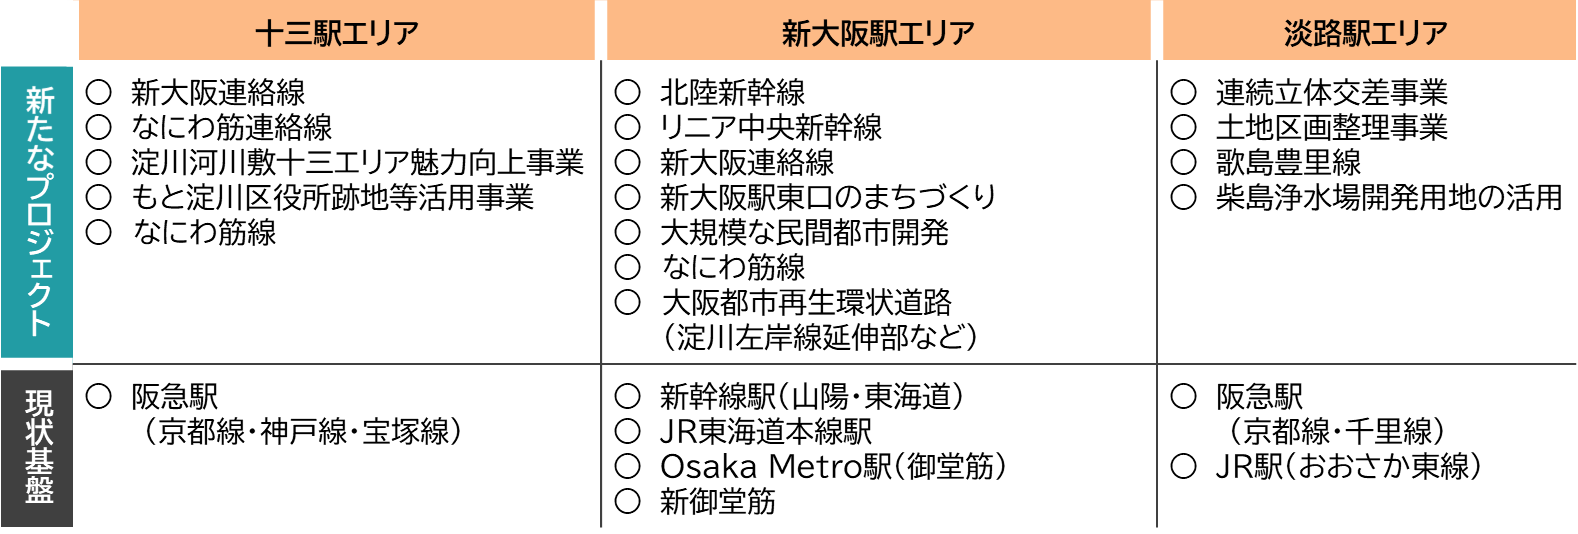 十三駅エリア
新大阪駅エリア
淡路駅エリア
新たなプロジェクト
○ 新大阪連絡線
○ なにわ筋連絡線
○ 淀川河川敷十三エリア魅力向上事業
○ もと淀川区役所跡地等活用事業
○ なにわ筋線
○ 北陸新幹線
○ リニア中央新幹線
○ 新大阪連絡線
○ 新大阪駅東口のまちづくり
○ 大規模な民間都市開発
○ なにわ筋線
○ 大阪都市再生環状道路
（淀川左岸線延伸部など）
○ 連続立体交差事業
○ 土地区画整理事業
○ 歌島豊里線
○ 柴島浄水場開発用地の活用
現状基盤
○ 阪急駅
（京都線・神戸線・宝塚線）
○ 新幹線駅（山陽・東海道）
○ JR東海道本線駅
○ Osaka Metro駅（御堂筋）
○ 新御堂筋
○ 阪急駅
（京都線・千里線）
○ JR駅（おおさか東線）